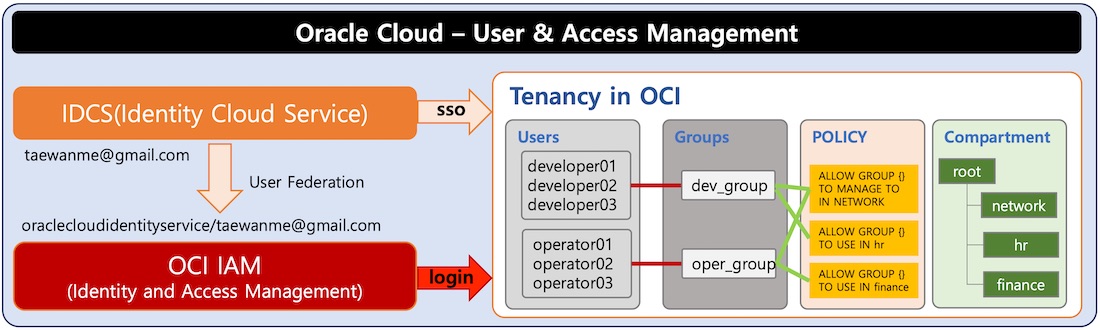 Oracle Cloud – User & Access Management
IDCS(Identity Cloud Service)
sso
taewanme@gmail.com
User Federation
oraclecloudidentityservice/taewanme@gmail.com
OCI IAM
(Identity and Access Management)
login
Tenancy in OCI
Users
developer01
developer02
developer03
operator01
operator02
operator03
Groups
dev_group
oper_group
POLICY
ALLOW GROUP {}
TO MANAGE TO
IN NETWORK
ALLOW GROUP {}
TO USE IN hr
ALLOW GROUP {}
TO USE IN finance
Compartment
root
network
hr
finance